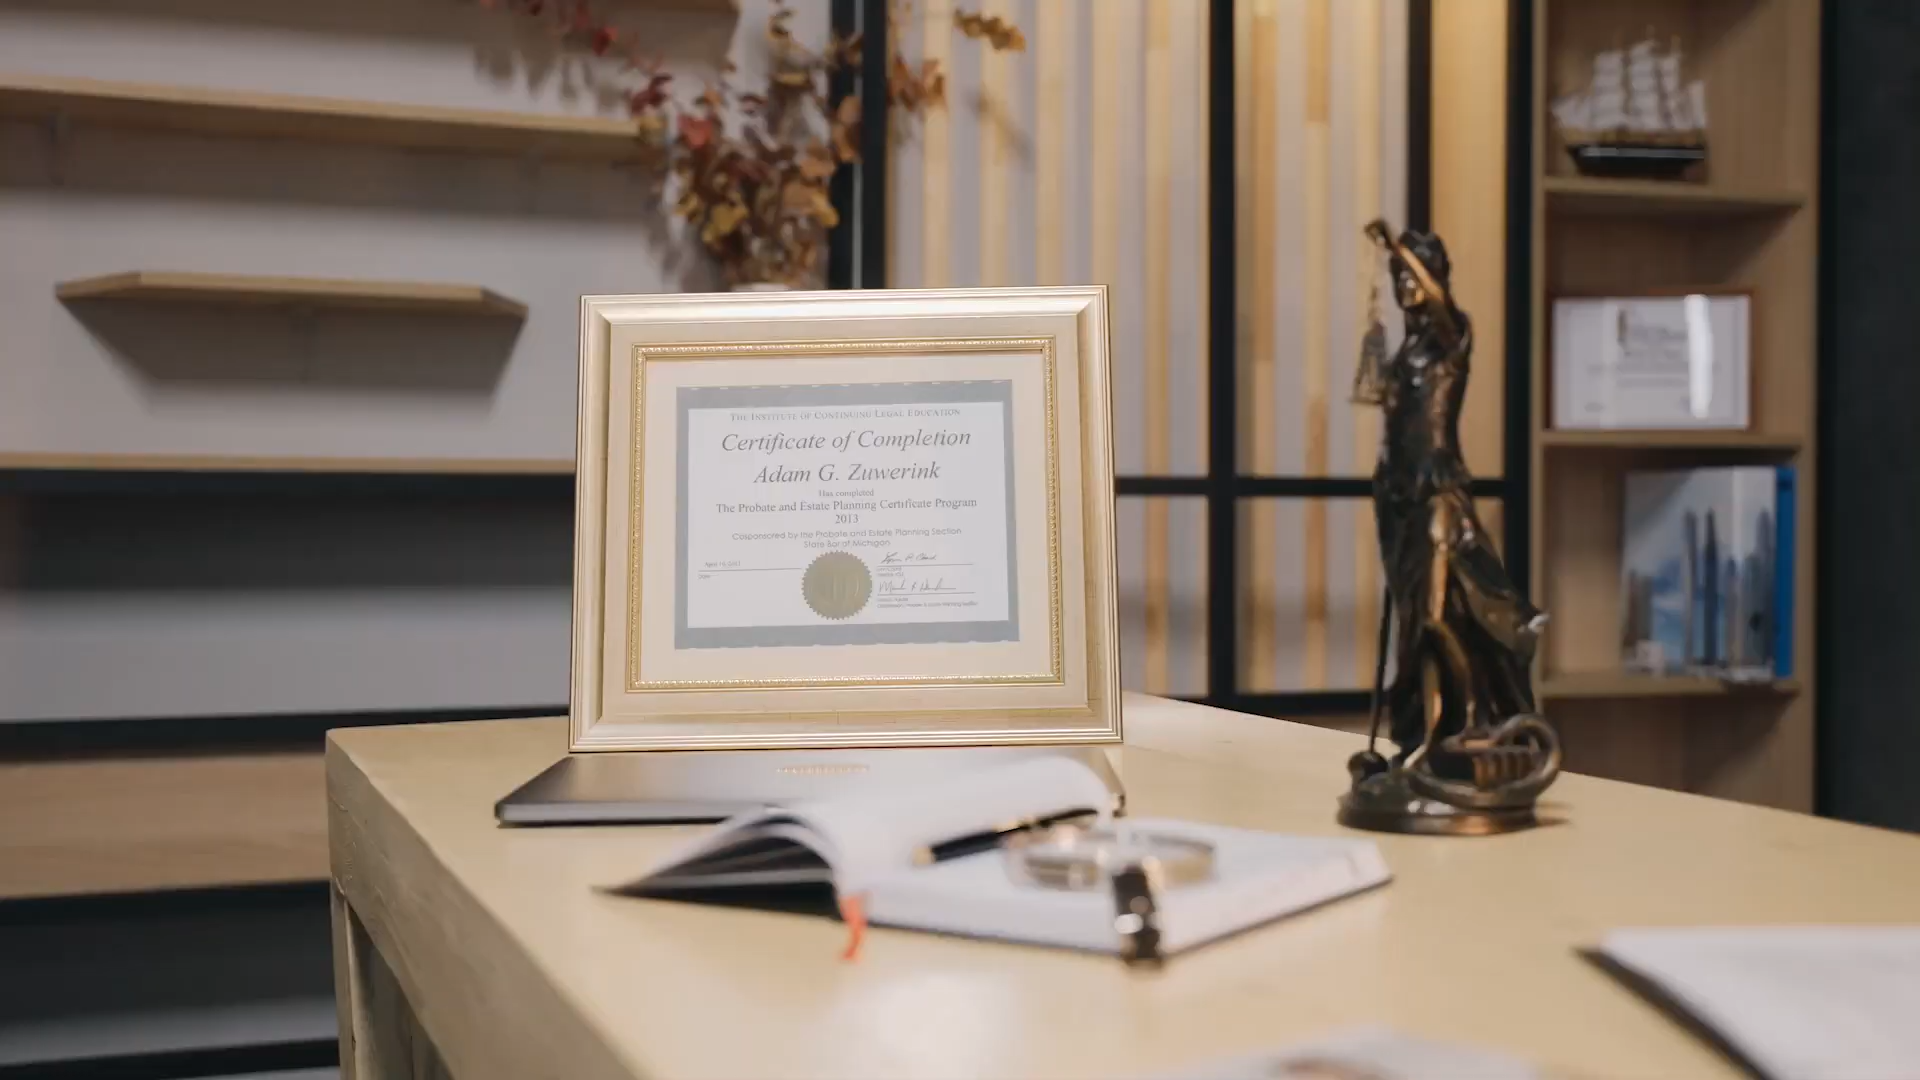 THE INSTITUTE OF CONTINUING LEGAL EDUCATION
Certificate of Completion
Adam G. Zuwerink
Has completed
The Probate and Estate Planning Certificate Program
2013
Cosponsored by the Probate and Estate Planning Section
State Bar of Michigan